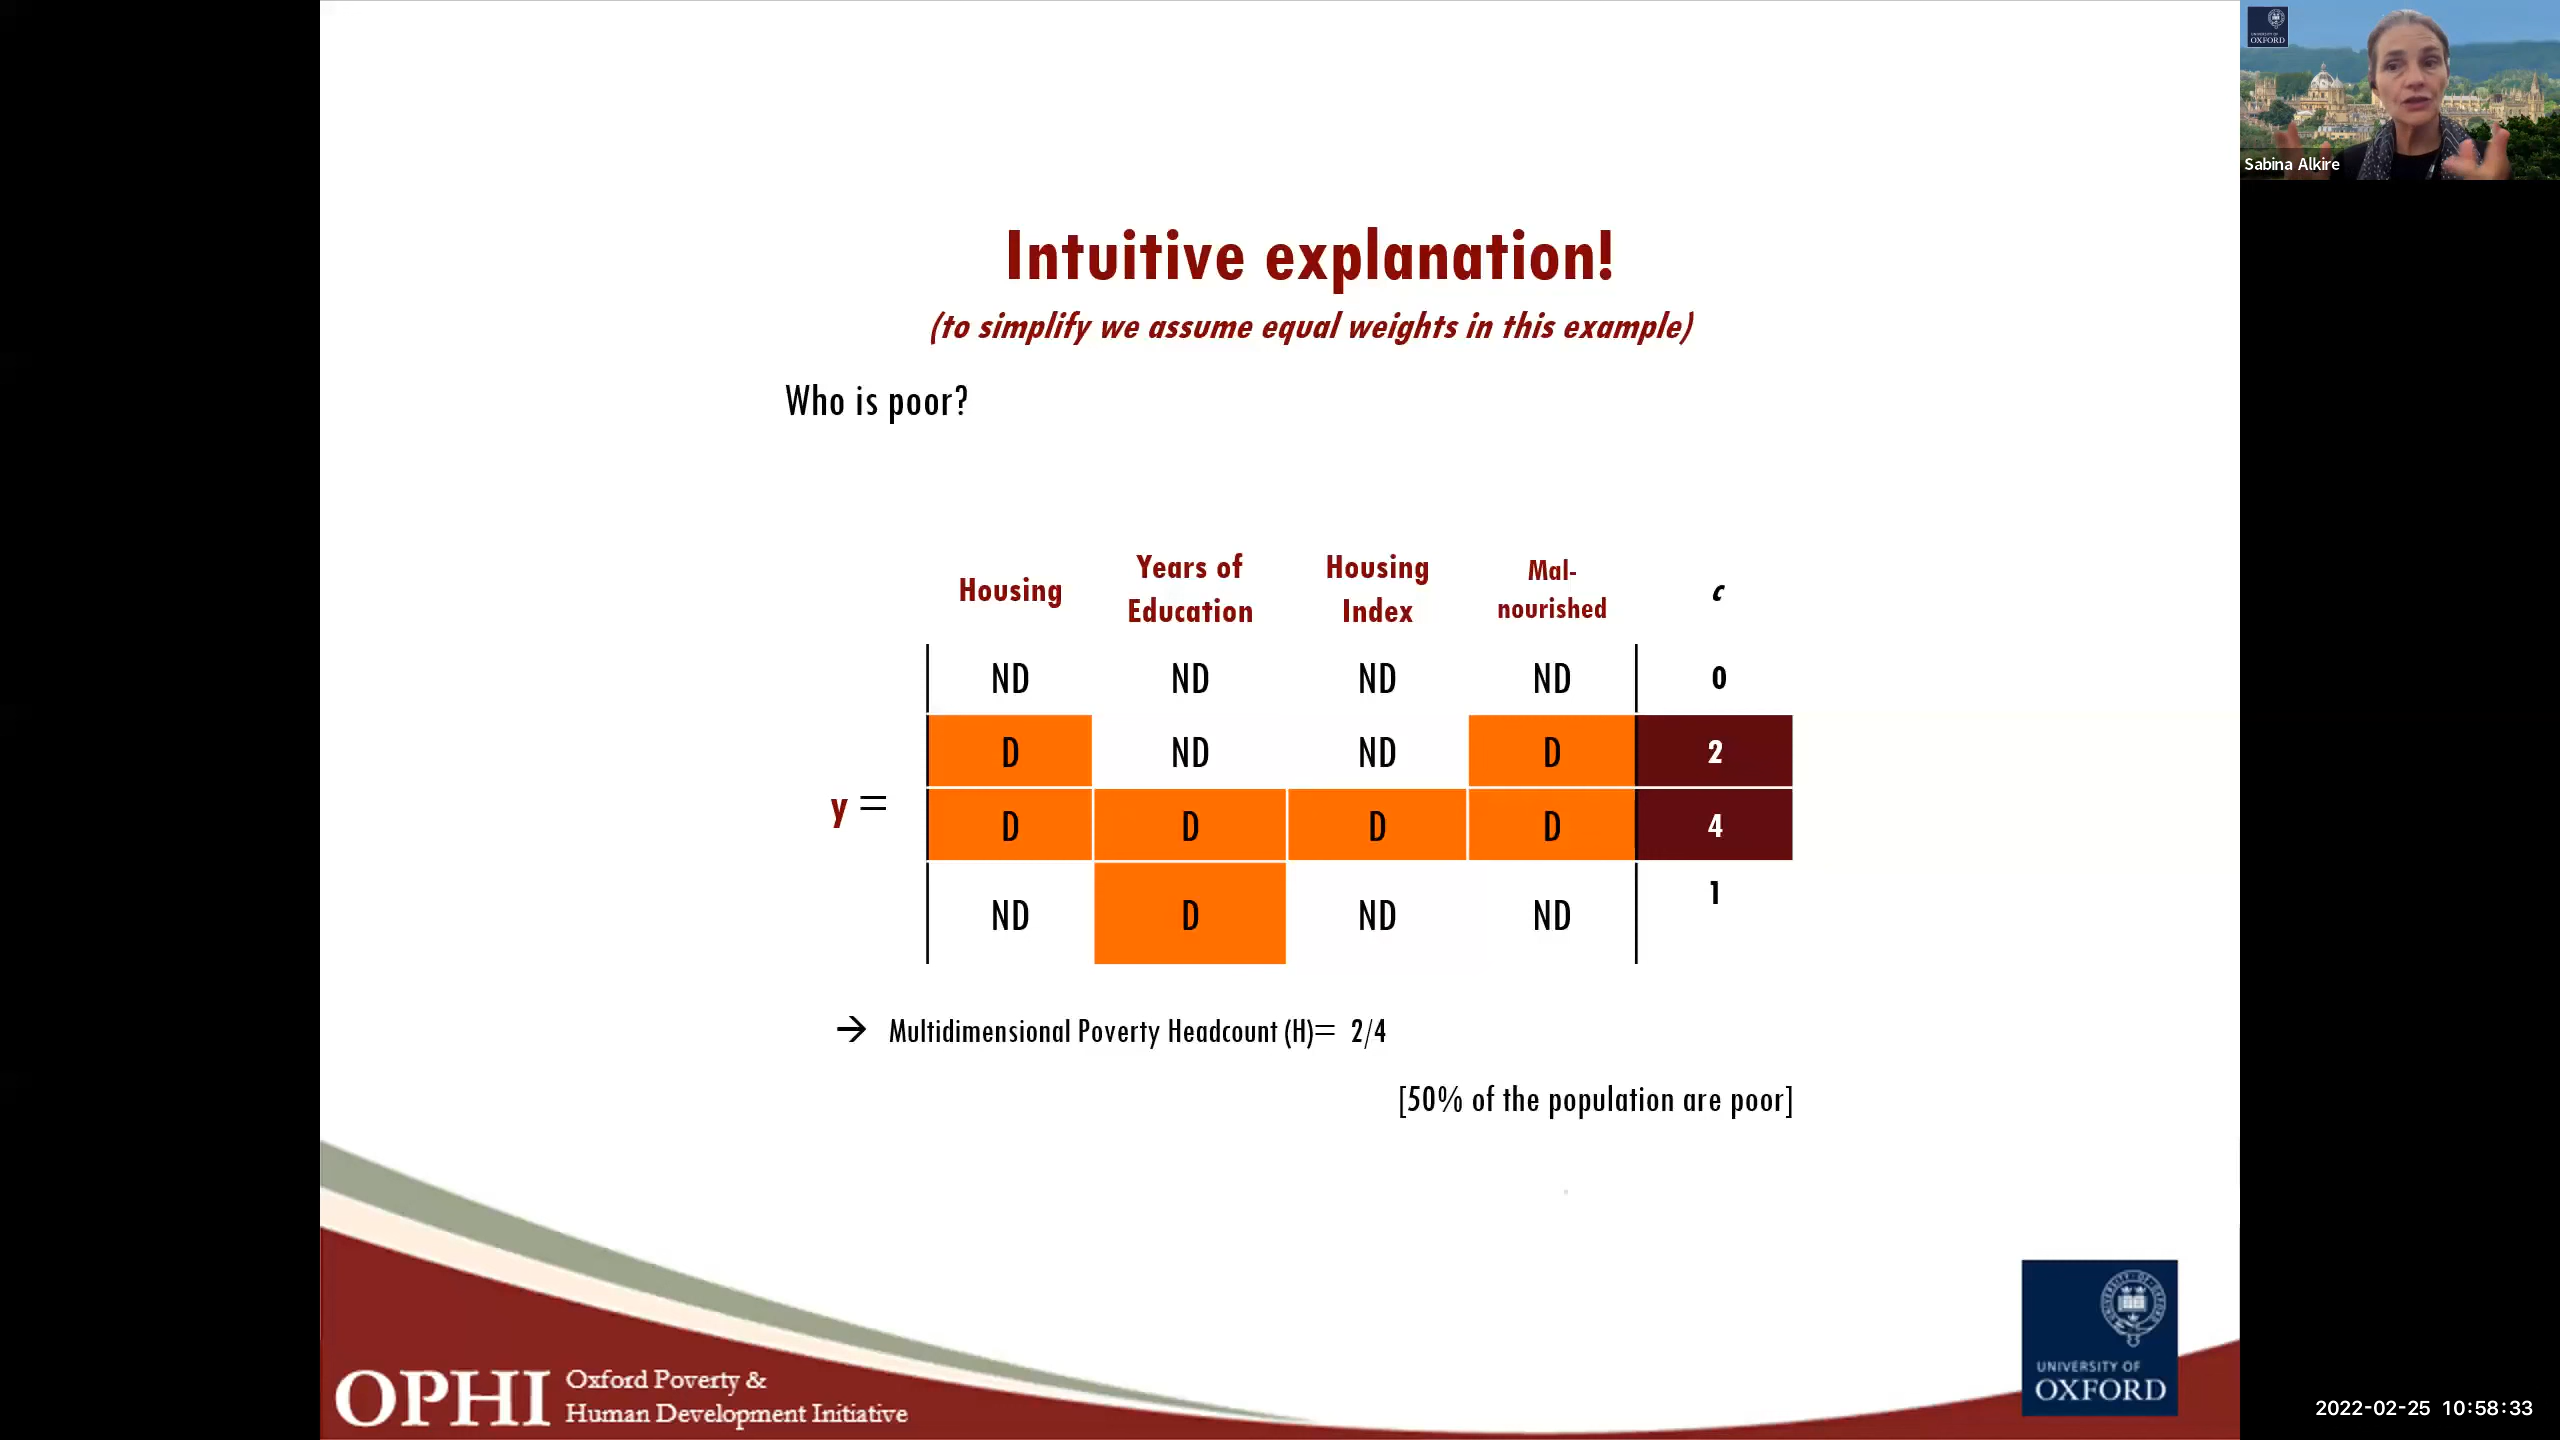 UNIVERSITY OF
OXFORD
Sabina Alkire
Intuitive explanation!
(to simplify we assume equal weights in this example)
Who is poor?
Housing Years of Education Housing Index Mal-nourished c
ND ND ND ND 0
D ND ND D 2
y =
D D D D 4
ND D ND ND 1
→ Multidimensional Poverty Headcount (H)= 2/4
[50% of the population are poor]
OPHI Oxford Poverty &
Human Development Initiative
UNIVERSITY OF
OXFORD
2022-02-25 10:58:33